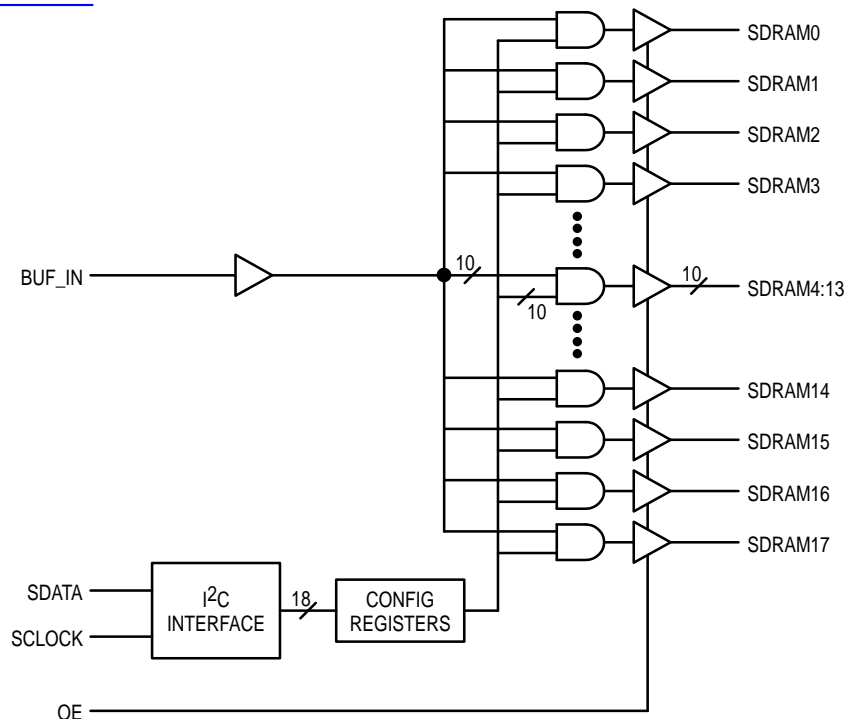 SDRAM0
SDRAM1
SDRAM2
SDRAM3
BUF_IN
10
10
10
SDRAM4:13
SDRAM14
SDRAM15
SDRAM16
SDRAM17
SDATA
SCLOCK
I2C
INTERFACE
18
CONFIG
REGISTERS
OE